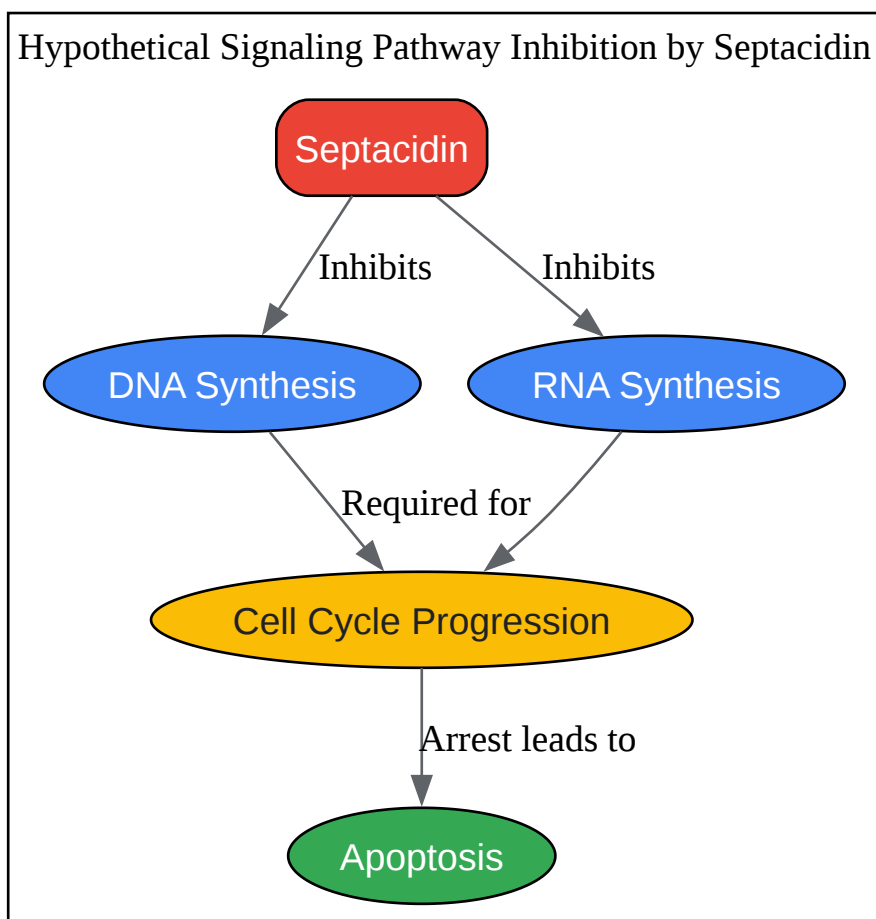 Hypothetical Signaling Pathway Inhibition by Septacidin
Septacidin
Inhibits
Inhibits
DNA Synthesis
RNA Synthesis
Required for
Cell Cycle Progression
Arrest leads to
Apoptosis